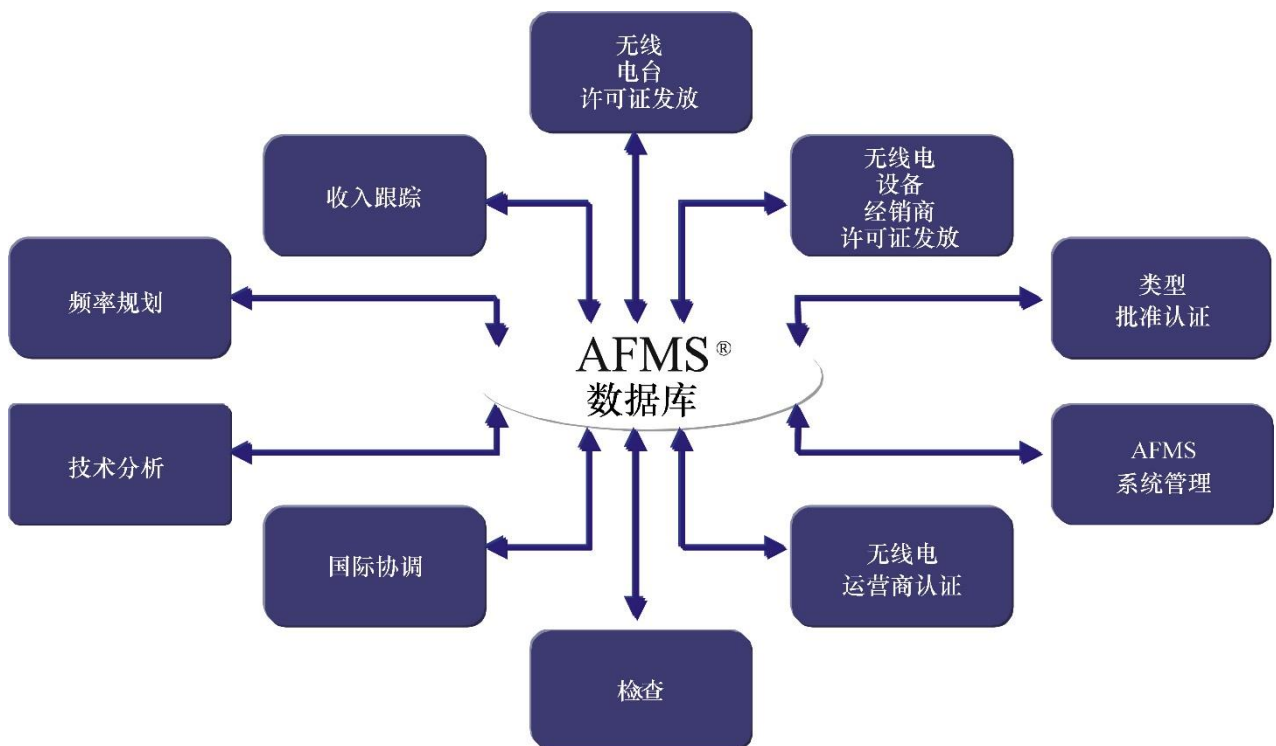 无线
电台
许可证发放
收入跟踪
无线电
设备
经销商
许可证发放
频率规划
类型
批准认证
AFMS®
数据库
技术分析
AFMS
系统管理
国际协调
无线电
运营商认证
检查